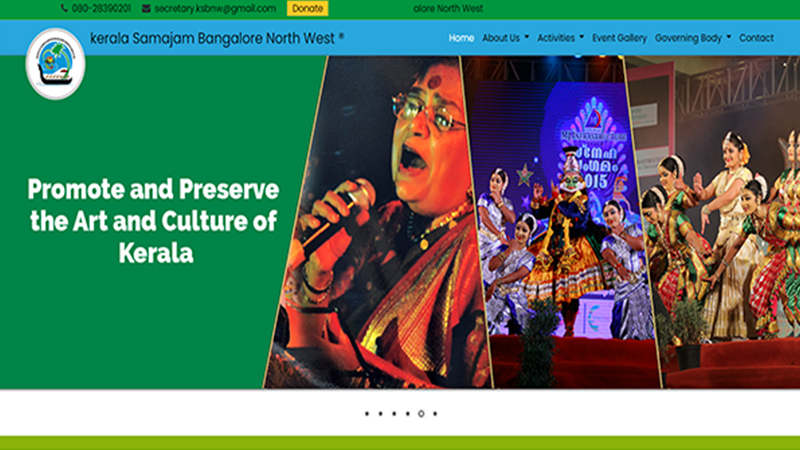 080-28390201 secretary.ksbnw@gmail.com Donate alore North West
kerala Samajam Bangalore North West ®
Home About Us Activities Event Gallery Governing Body Contact
Promote and Preserve
the Art and Culture of
Kerala
2015